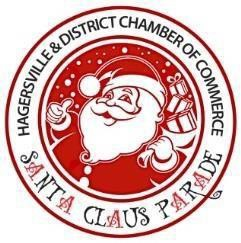 HAGERSVILLE & DISTRICT CHAMBER OF COMMERCE
SANTA CLAUS PARADE